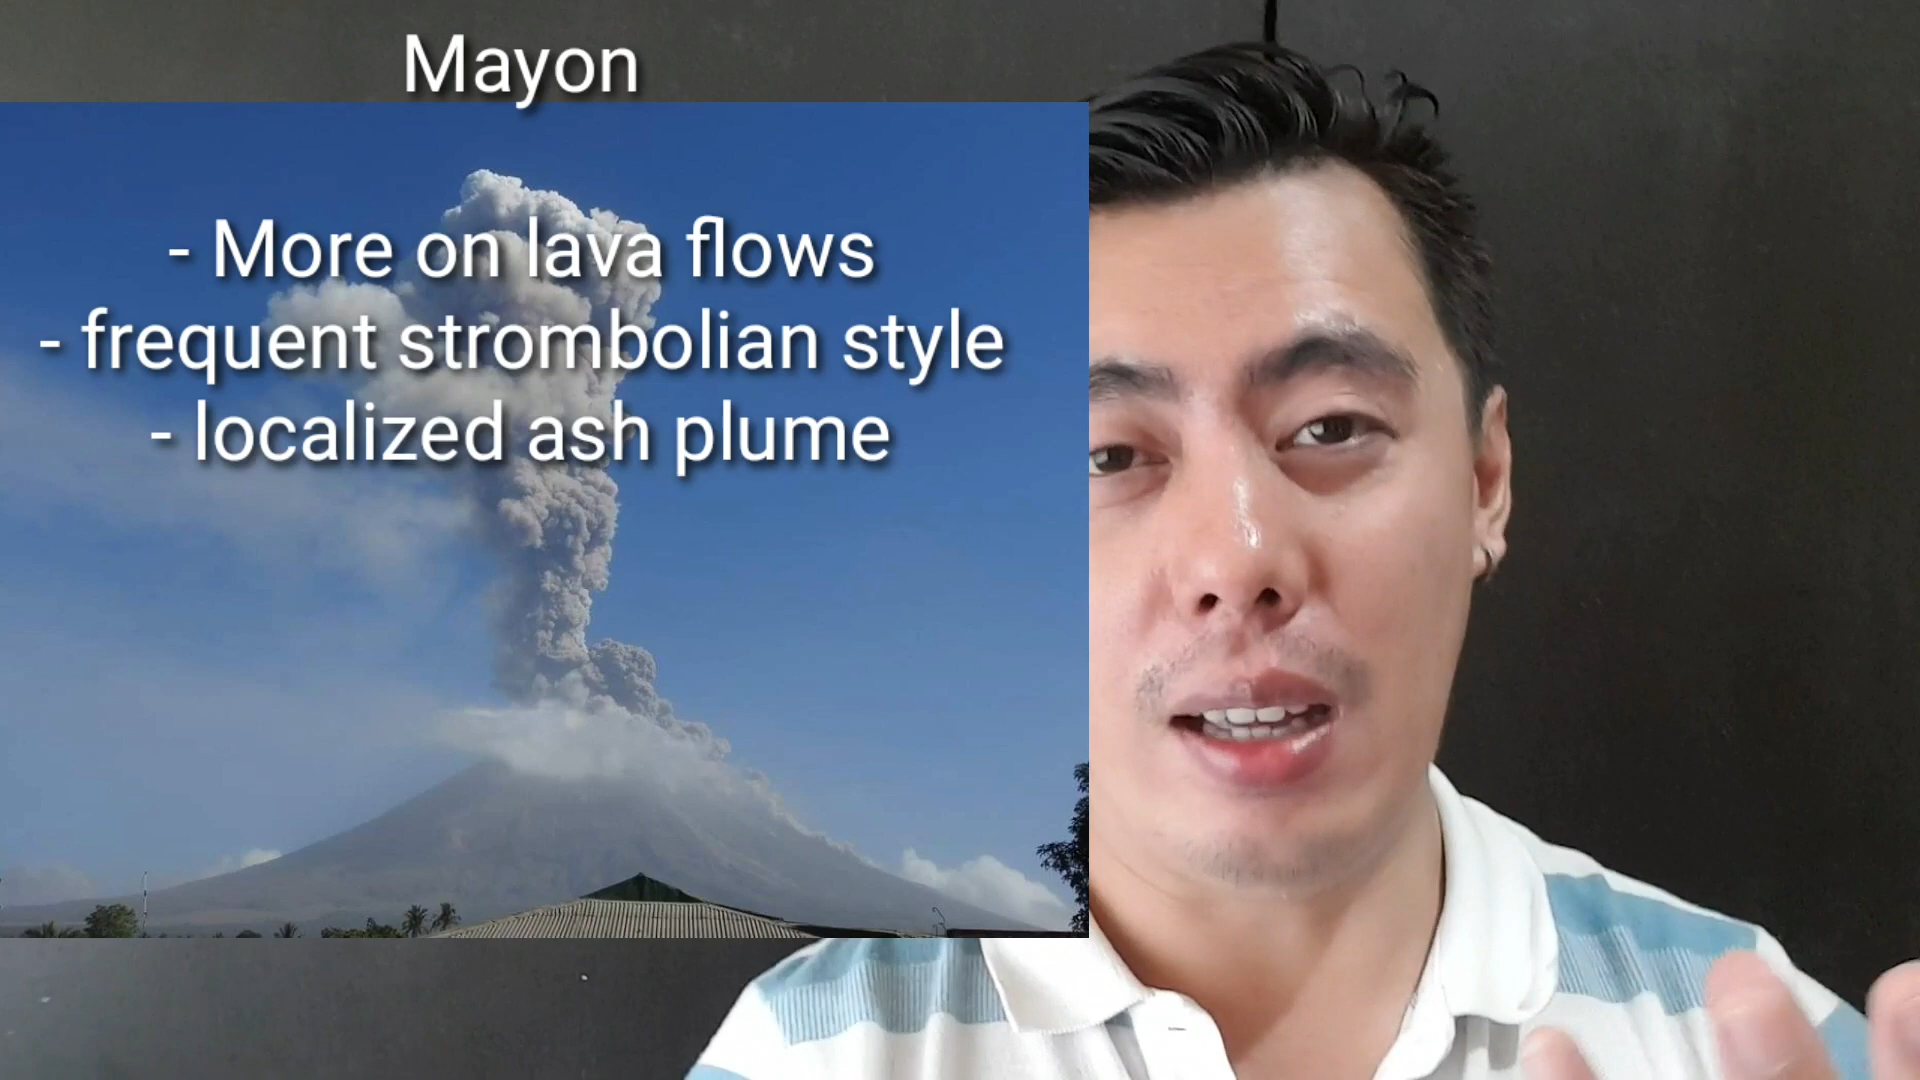 Mayon
- More on lava flows
- frequent strombolian style
- localized ash plume